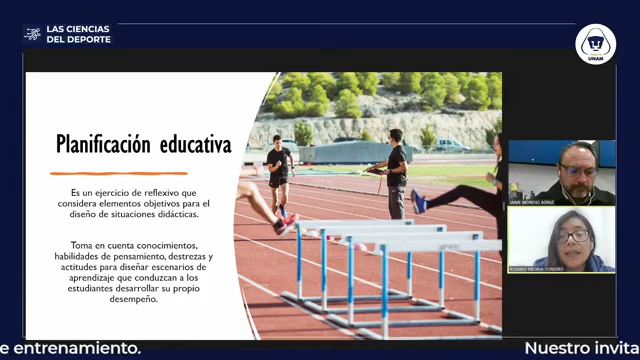 LAS CIENCIAS
DEL DEPORTE
UNAM
Planificación educativa
Es un ejercicio de reflexivo que
considera elementos objetivos para el
diseño de situaciones didácticas.
Toma en cuenta conocimientos,
habilidades de pensamiento, destrezas y
actitudes para diseñar escenarios de
aprendizaje que conduzcan a los
estudiantes desarrollar su propio
desempeño.
JAIME MORENO
RODRIGO MEDINA CORDERO
e entrenamiento.
Nuestro invita